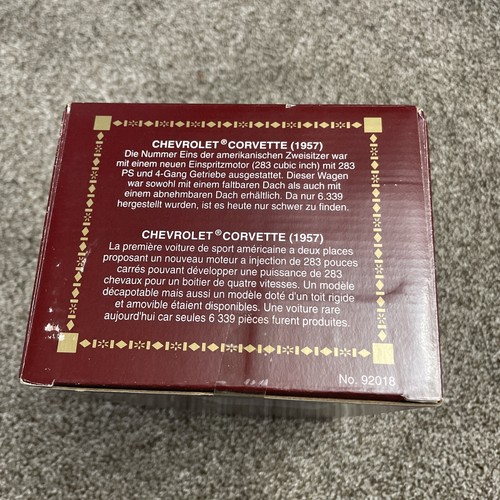 CHEVROLET® CORVETTE (1957)
Die Nummer Eins der amerikanischen Zweisitzer war
mit einem neuen Einspritzmotor (283 cubic inch) mit 283
PS und 4-Gang Getriebe ausgestattet. Dieser Wagen
war sowohl mit einem faltbaren Dach als auch mit
einem abnehmbaren Dach erhältlich. Da nur 6.339
hergestellt wurden, ist es heute nur schwer zu finden.
CHEVROLET® CORVETTE (1957)
La première voiture de sport américaine a deux places
proposant un nouveau moteur a injection de 283 pouces
carrés pouvant développer une puissance de 283
chevaux pour un boitier de quatre vitesses. Un modèle
décapotable mais aussi un modèle doté d'un toit rigide
et amovible étaient disponibles. Une voiture rare
aujourd'hui car seules 6 339 pièces furent produites.
No. 92018